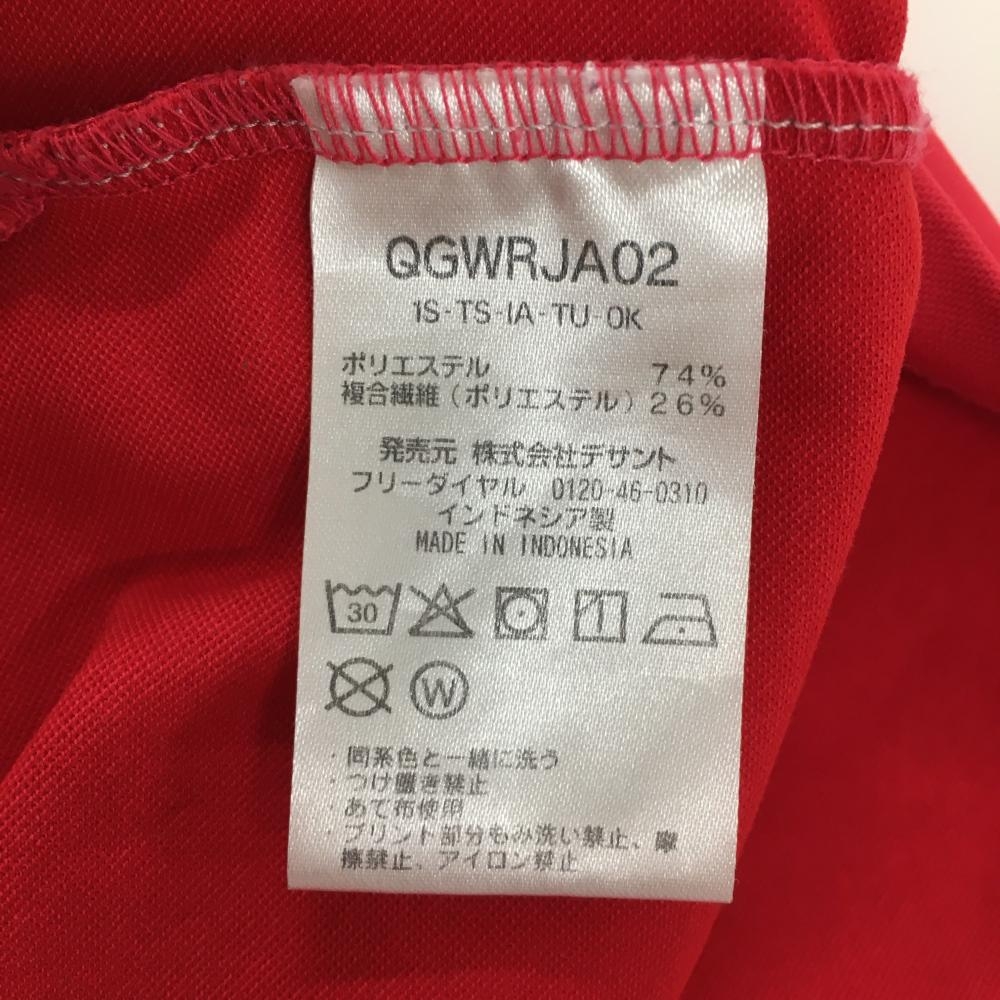 QGWRJA02
1S-TS-IA-TU-OK
ポリエステル 74%
複合繊維(ポリエステル)26%
発売元 株式会社デサント
フリーダイヤル 0120-46-0310
インドネシア製
MADE IN INDONESIA
30
W
・同系色と一緒に洗う
・つけ置き禁止
・あて布使用
・プリント部分もみ洗い禁止、摩
擦禁止、アイロン禁止